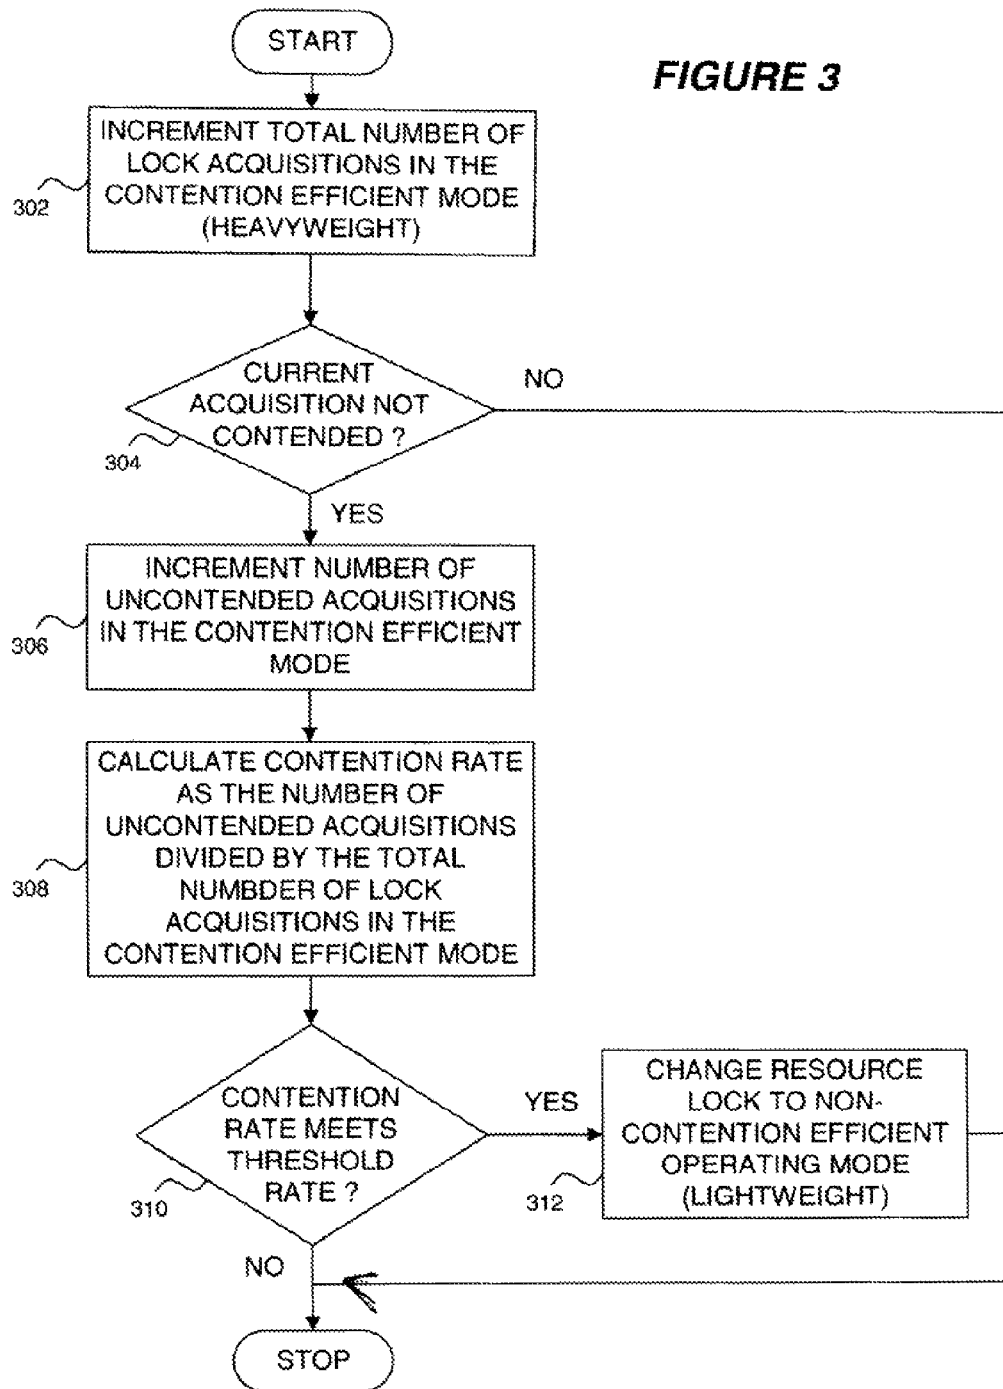 START
FIGURE 3
INCREMENT TOTAL NUMBER OF
LOCK ACQUISITIONS IN THE
CONTENTION EFFICIENT MODE
(HEAVYWEIGHT)
302
CURRENT
ACQUISITION NOT
CONTENDED ?
NO
304
YES
INCREMENT NUMBER OF
UNCONTENDED ACQUISITIONS
IN THE CONTENTION EFFICIENT
MODE
306
CALCULATE CONTENTION RATE
AS THE NUMBER OF
UNCONTENDED ACQUISITIONS
DIVIDED BY THE TOTAL
NUMBDER OF LOCK
ACQUISITIONS IN THE
CONTENTION EFFICIENT MODE
308
CONTENTION
RATE MEETS
THRESHOLD
RATE ?
310
YES
CHANGE RESOURCE
LOCK TO NON-
CONTENTION EFFICIENT
OPERATING MODE
(LIGHTWEIGHT)
312
NO
STOP